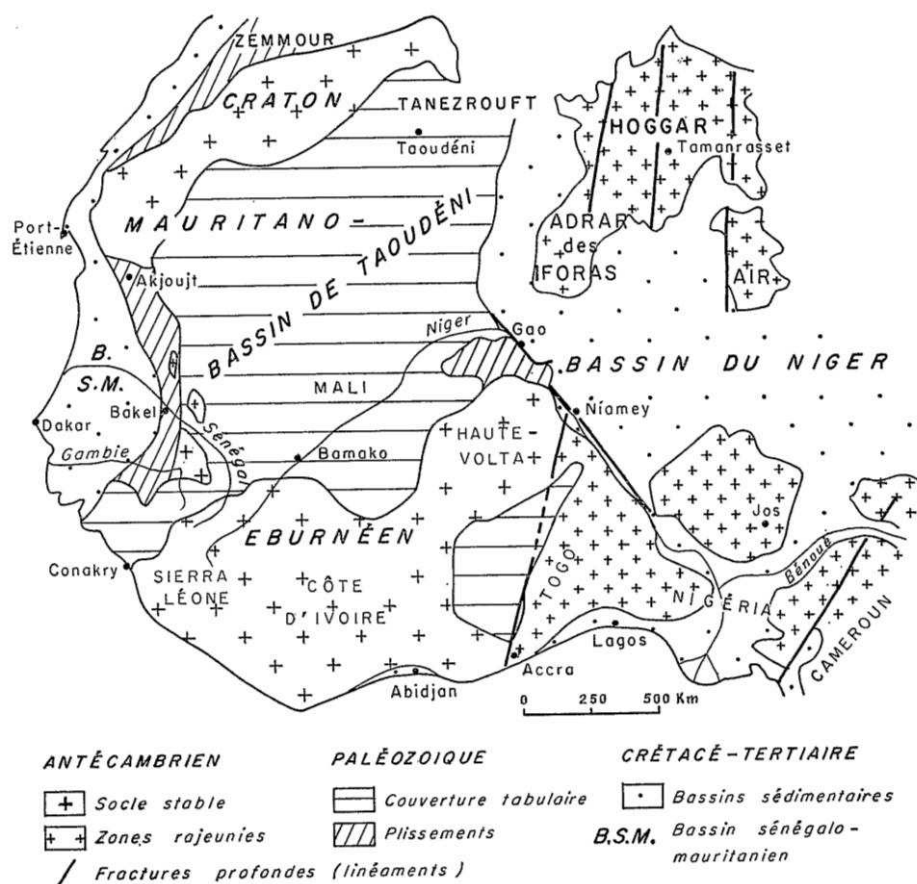 ZEMMOUR
CRATON
TANEZROUFT
Taoudéni
HOGGAR
Tamanrasset
MAURITANO-
Port-
Étienne
ADRAR
des
IFORAS
AIR
Akjoujt
BASSIN DE TAOUDÉNI
Niger
Gao
BASSIN DU NIGER
B.
S.M.
MALI
Bakel
Sénégal
Niamey
Dakar
HAUTE-
VOLTA
Gambie
Bamako
Jos
EBURNÉEN
Bénoué
Conakry
SIERRA
LÉONE
CÔTE
D'IVOIRE
TOGO
NIGÉRIA
Lagos
CAMEROUN
Accra
Abidjan
0 250 500 Km
ANTÉCAMBRIEN
Socle stable
Zones rajeunies
Fractures profondes (linéaments)
PALÉOZOIQUE
Couverture tabulaire
Plissements
CRÉTACÉ-TERTIAIRE
Bassins sédimentaires
B.S.M. Bassin sénégalo-
mauritanien